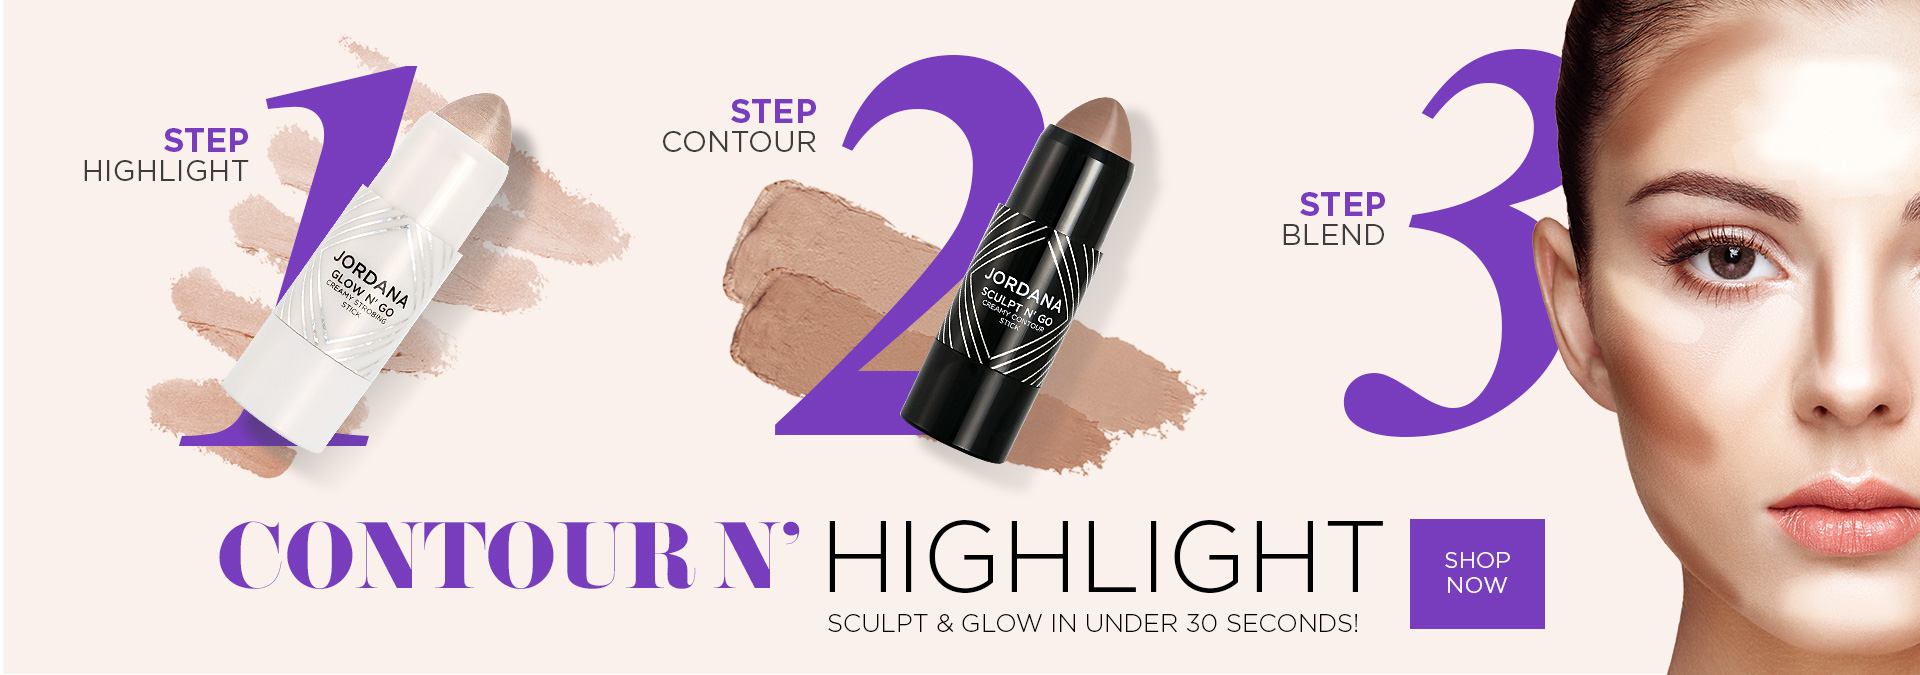 STEP
HIGHLIGHT
1
JORDANA
GLOW N' GO
CREAMY STROBING
STICK
STEP
CONTOUR
2
JORDANA
SCULPT N' GO
CREAMY CONTOUR
STICK
STEP
BLEND
3
CONTOUR N’ HIGHLIGHT
SCULPT & GLOW IN UNDER 30 SECONDS!
SHOP
NOW